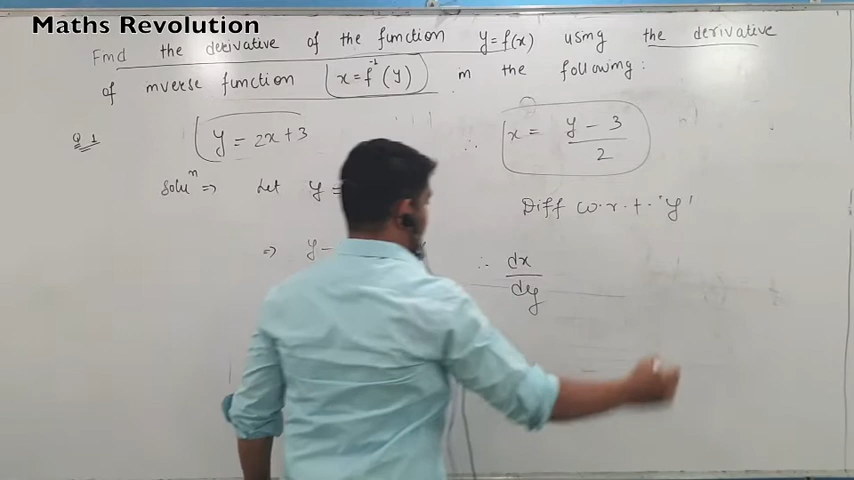 Maths Revolution
Find the derivative of the function y=f(x) using the derivative
of inverse function x=f⁻¹(y) in the following:
Q 1
y = 2x+3
Soluⁿ ⇒ Let y =
⇒ y -
∴ x = y - 3 / 2
Diff w.r.t. 'y'
∴ dx / dy